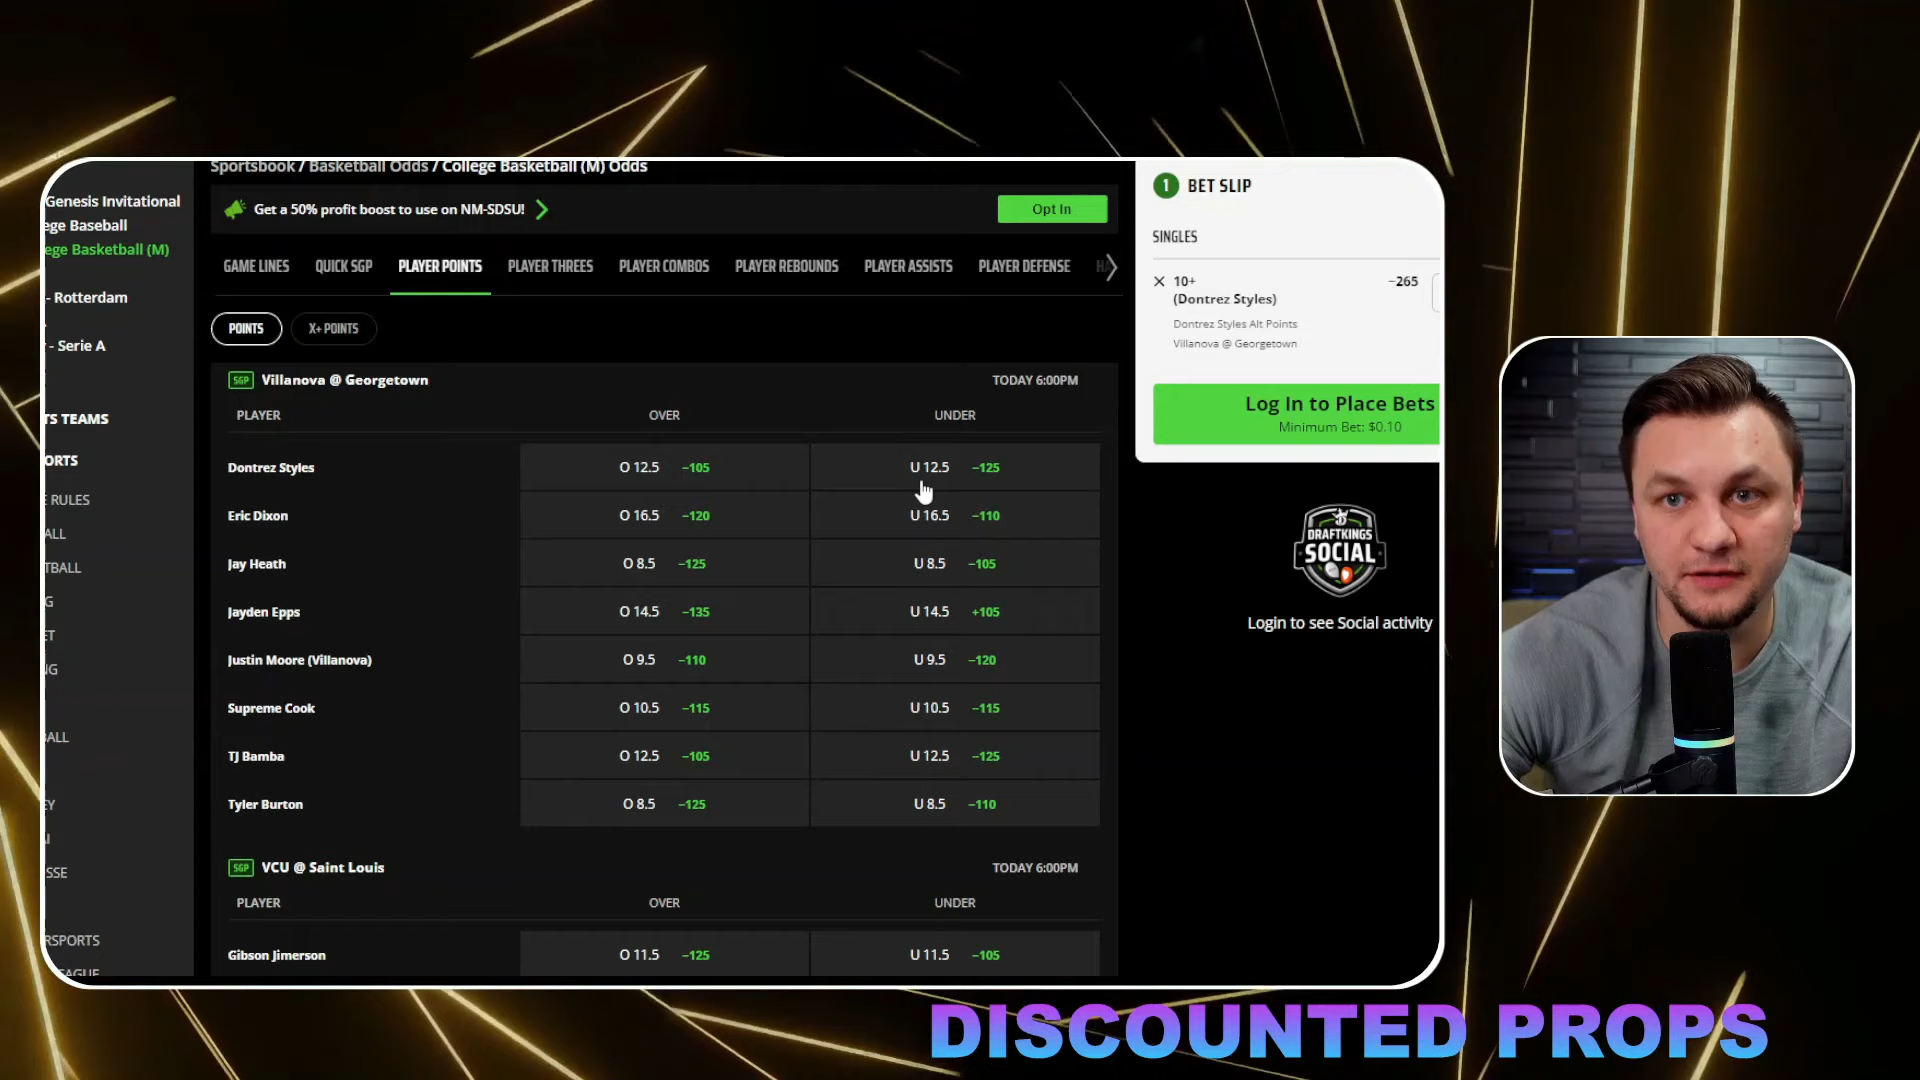 Sportsbook / Basketball Odds / College Basketball (M) Odds
Genesis Invitational
ege Baseball
ege Basketball (M)
- Rotterdam
- Serie A
TS TEAMS
ORTS
E RULES
ALL
TBALL
G
ET
NG
BALL
EY
AI
OSSE
RSPORTS
EAGUE
Get a 50% profit boost to use on NM-SDSU!
Opt In
GAME LINES QUICK SGP PLAYER POINTS PLAYER THREES PLAYER COMBOS PLAYER REBOUNDS PLAYER ASSISTS PLAYER DEFENSE
POINTS X+ POINTS
SGP Villanova @ Georgetown TODAY 6:00PM
PLAYER OVER UNDER
Dontrez Styles O 12.5 −105 U 12.5 −125
Eric Dixon O 16.5 −120 U 16.5 −110
Jay Heath O 8.5 −125 U 8.5 −105
Jayden Epps O 14.5 −135 U 14.5 +105
Justin Moore (Villanova) O 9.5 −110 U 9.5 −120
Supreme Cook O 10.5 −115 U 10.5 −115
TJ Bamba O 12.5 −105 U 12.5 −125
Tyler Burton O 8.5 −125 U 8.5 −110
SGP VCU @ Saint Louis TODAY 6:00PM
PLAYER OVER UNDER
Gibson Jimerson O 11.5 −125 U 11.5 −105
1 BET SLIP
SINGLES
10+ −265
(Dontrez Styles)
Dontrez Styles Alt Points
Villanova @ Georgetown
Log In to Place Bets
Minimum Bet: $0.10
DRAFTKINGS
SOCIAL
Login to see Social activity
DISCOUNTED PROPS